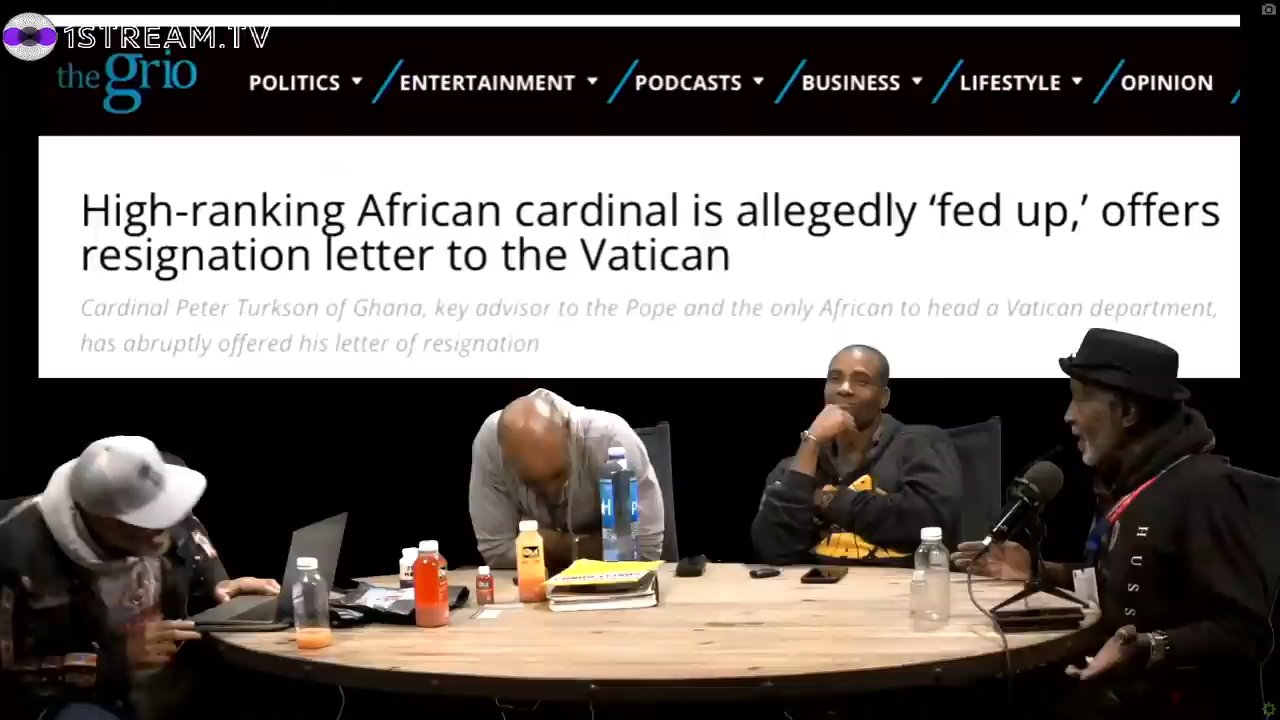 1STREAM.TV
the grio
POLITICS ENTERTAINMENT PODCASTS BUSINESS LIFESTYLE OPINION
High-ranking African cardinal is allegedly ‘fed up,’ offers
resignation letter to the Vatican
Cardinal Peter Turkson of Ghana, key advisor to the Pope and the only African to head a Vatican department,
has abruptly offered his letter of resignation
H P
H U S S